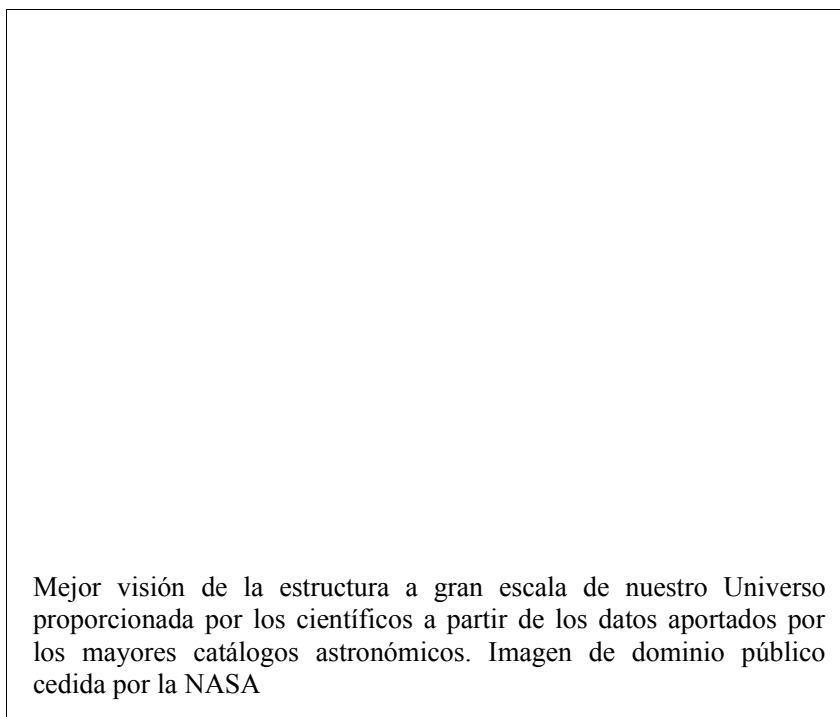 Mejor visión de la estructura a gran escala de nuestro Universo
proporcionada por los científicos a partir de los datos aportados por
los mayores catálogos astronómicos. Imagen de dominio público
cedida por la NASA